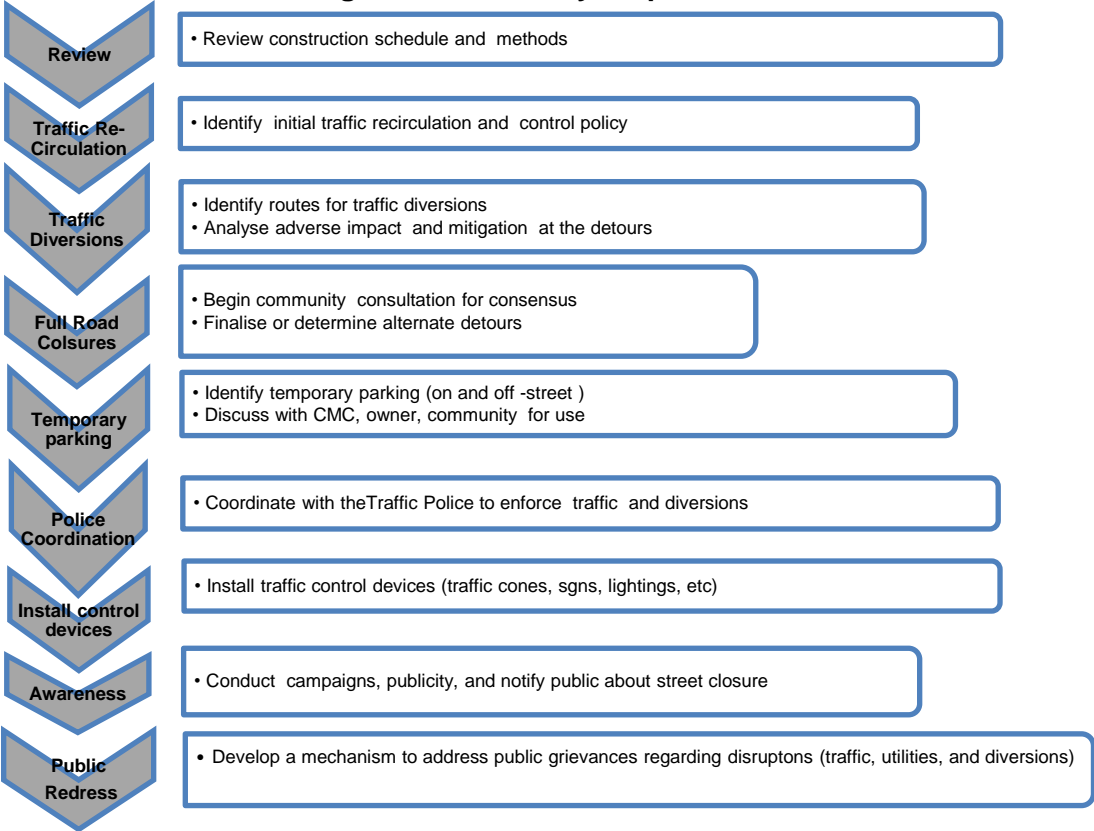 Review
• Review construction schedule and methods
Traffic Re-
Circulation
• Identify initial traffic recirculation and control policy
Traffic
Diversions
• Identify routes for traffic diversions
• Analyse adverse impact and mitigation at the detours
Full Road
Colsures
• Begin community consultation for consensus
• Finalise or determine alternate detours
Temporary
parking
• Identify temporary parking (on and off -street )
• Discuss with CMC, owner, community for use
Police
Coordination
• Coordinate with theTraffic Police to enforce traffic and diversions
Install control
devices
• Install traffic control devices (traffic cones, sgns, lightings, etc)
Awareness
• Conduct campaigns, publicity, and notify public about street closure
Public
Redress
• Develop a mechanism to address public grievances regarding disruptons (traffic, utilities, and diversions)